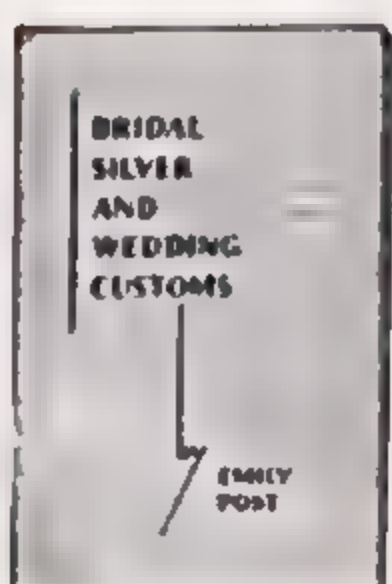 BRIDAL
SILVER
AND
WEDDING
CUSTOMS
by
EMILY
POST